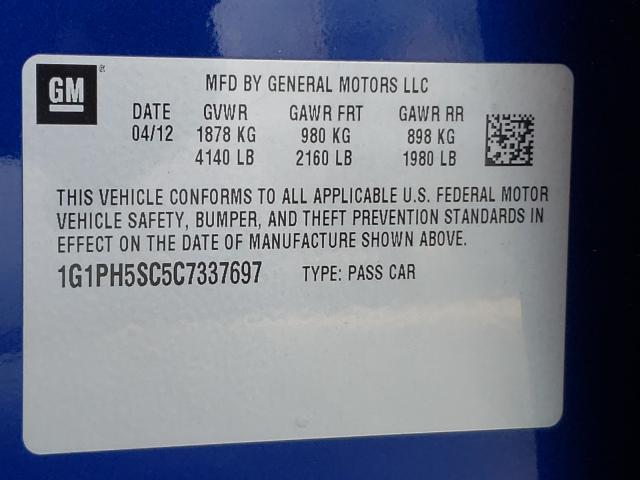 GM
MFD BY GENERAL MOTORS LLC
DATE GVWR GAWR FRT GAWR RR
04/12 1878 KG 980 KG 898 KG
4140 LB 2160 LB 1980 LB
THIS VEHICLE CONFORMS TO ALL APPLICABLE U.S. FEDERAL MOTOR
VEHICLE SAFETY, BUMPER, AND THEFT PREVENTION STANDARDS IN
EFFECT ON THE DATE OF MANUFACTURE SHOWN ABOVE.
1G1PH5SC5C7337697 TYPE: PASS CAR